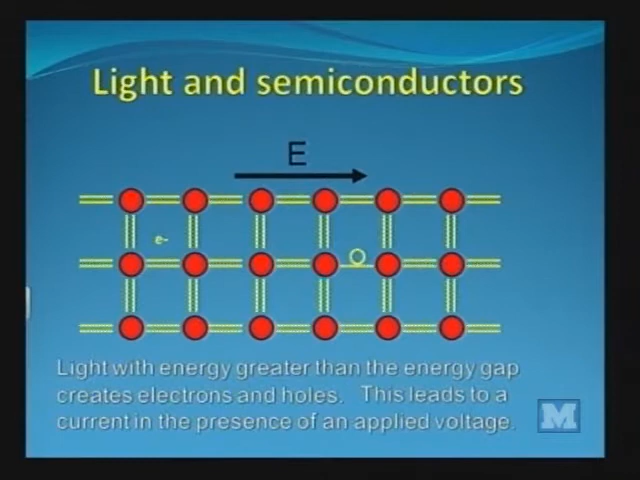 Light and semiconductors
E
e-
Light with energy greater than the energy gap
creates electrons and holes.  This leads to a
current in the presence of an applied voltage.
M